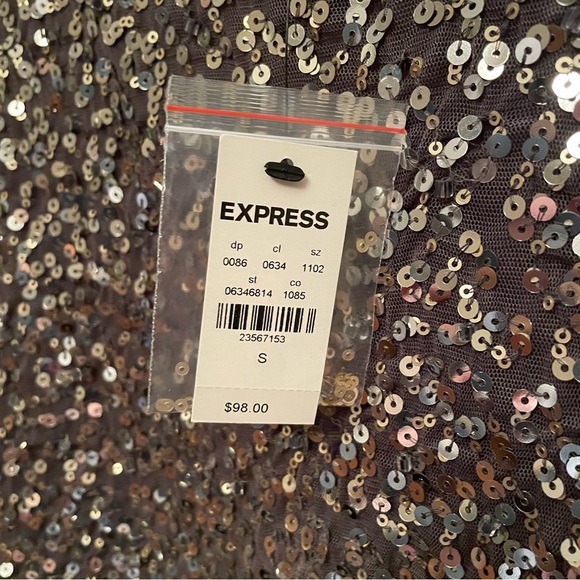 EXPRESS
dp cl sz
0086 0634 1102
st co
06346814 1085
23567153
S
$98.00